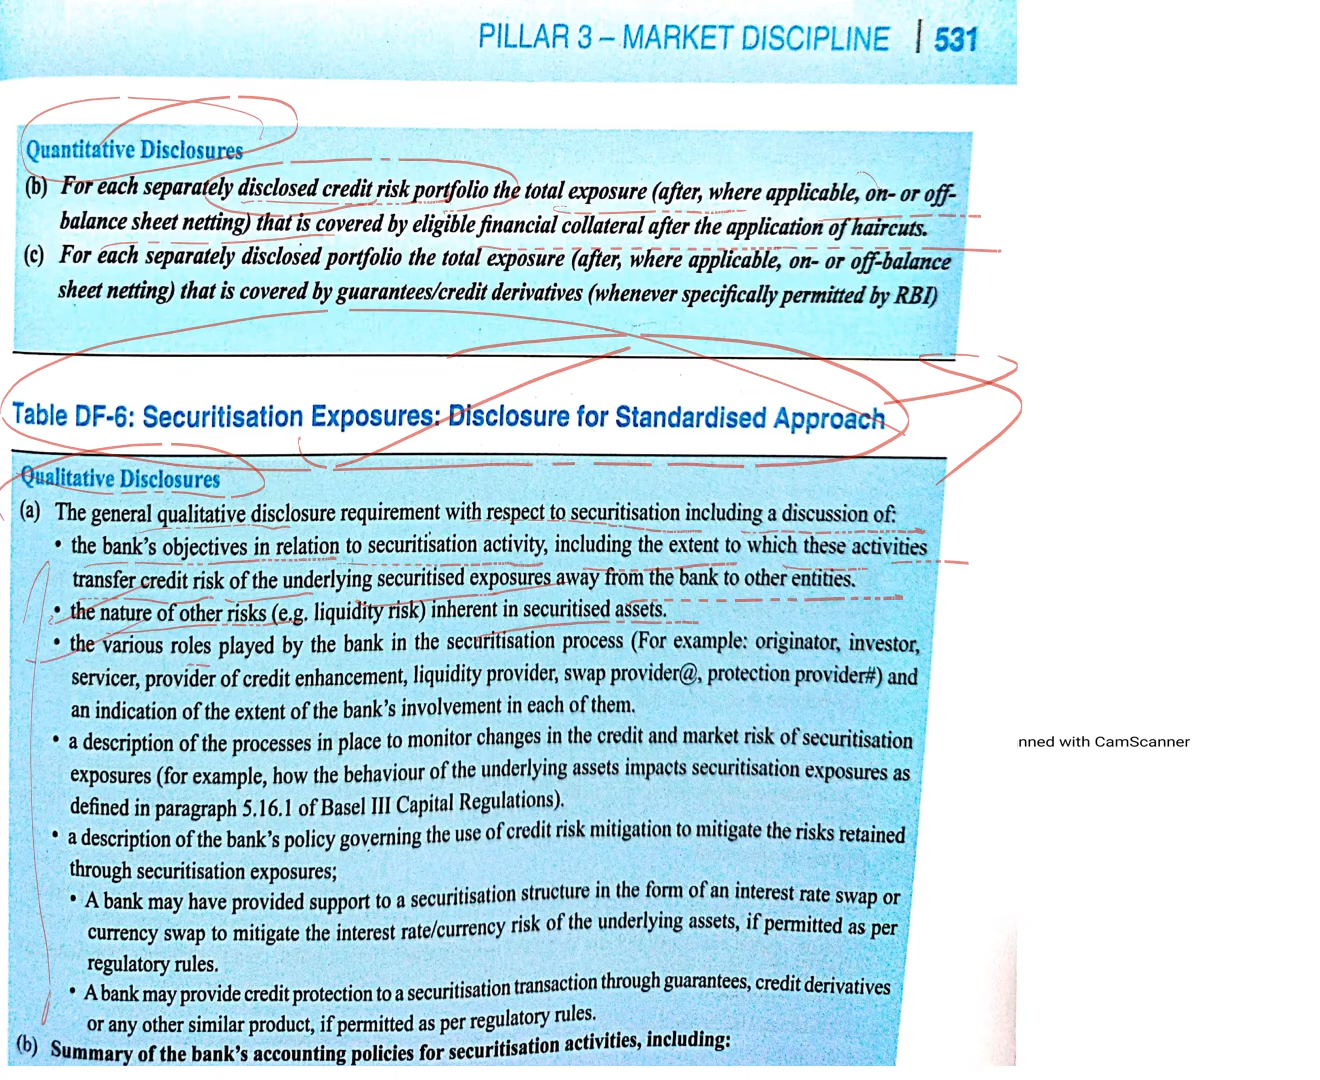 PILLAR 3 – MARKET DISCIPLINE | 531
Quantitative Disclosures
(b) For each separately disclosed credit risk portfolio the total exposure (after, where applicable, on- or off-
balance sheet netting) that is covered by eligible financial collateral after the application of haircuts.
(c) For each separately disclosed portfolio the total exposure (after, where applicable, on- or off-balance
sheet netting) that is covered by guarantees/credit derivatives (whenever specifically permitted by RBI)
Table DF-6: Securitisation Exposures: Disclosure for Standardised Approach
Qualitative Disclosures
(a) The general qualitative disclosure requirement with respect to securitisation including a discussion of:
• the bank's objectives in relation to securitisation activity, including the extent to which these activities
transfer credit risk of the underlying securitised exposures away from the bank to other entities.
• the nature of other risks (e.g. liquidity risk) inherent in securitised assets.
• the various roles played by the bank in the securitisation process (For example: originator, investor,
servicer, provider of credit enhancement, liquidity provider, swap provider@, protection provider#) and
an indication of the extent of the bank's involvement in each of them.
• a description of the processes in place to monitor changes in the credit and market risk of securitisation
exposures (for example, how the behaviour of the underlying assets impacts securitisation exposures as
defined in paragraph 5.16.1 of Basel III Capital Regulations).
• a description of the bank's policy governing the use of credit risk mitigation to mitigate the risks retained
through securitisation exposures;
• A bank may have provided support to a securitisation structure in the form of an interest rate swap or
currency swap to mitigate the interest rate/currency risk of the underlying assets, if permitted as per
regulatory rules.
• A bank may provide credit protection to a securitisation transaction through guarantees, credit derivatives
or any other similar product, if permitted as per regulatory rules.
(b) Summary of the bank's accounting policies for securitisation activities, including:
nned with CamScanner